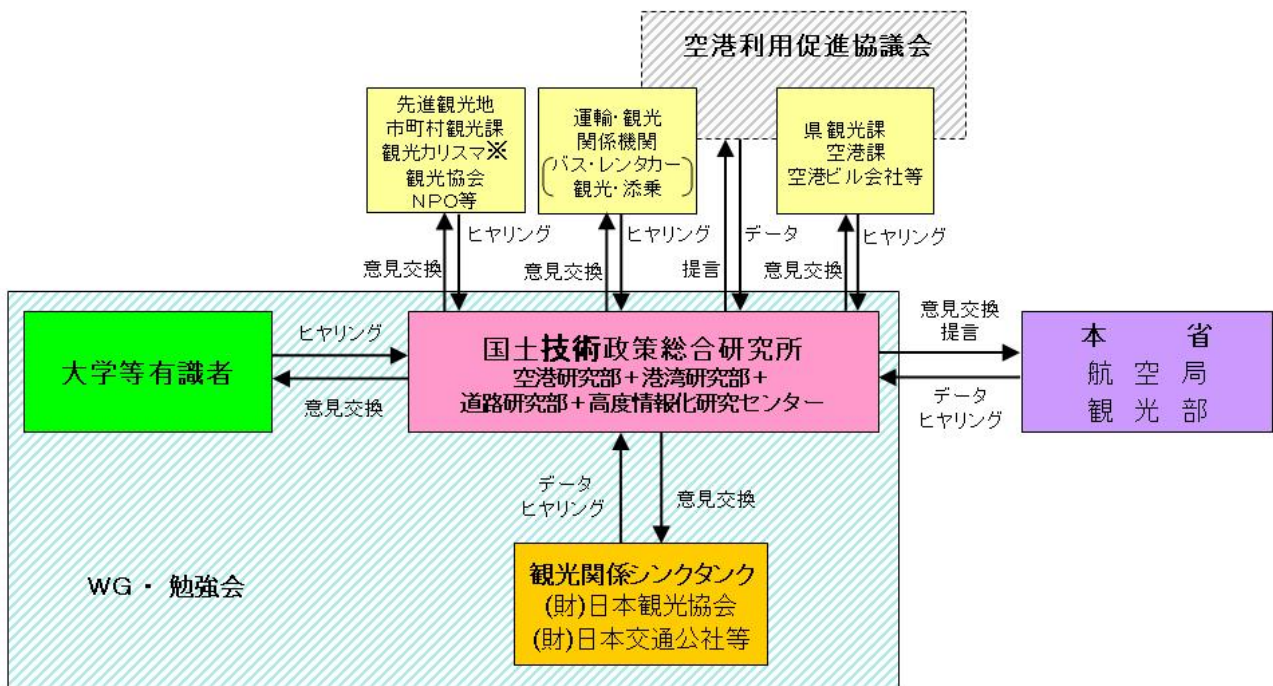 空港利用促進協議会
先進観光地
市町村観光課
観光カリスマ※
観光協会
NPO等
運輸・観光
関係機関
(バス・レンタカー
観光・添乗)
県観光課
空港課
空港ビル会社等
ヒヤリング
意見交換
ヒヤリング
意見交換
データ
提言
ヒヤリング
意見交換
大学等有識者
ヒヤリング
意見交換
国土技術政策総合研究所
空港研究部+港湾研究部+
道路研究部+高度情報化研究センター
意見交換
提言
データ
ヒヤリング
本省
航空局
観光部
データ
ヒヤリング
意見交換
WG・勉強会
観光関係シンクタンク
(財)日本観光協会
(財)日本交通公社等